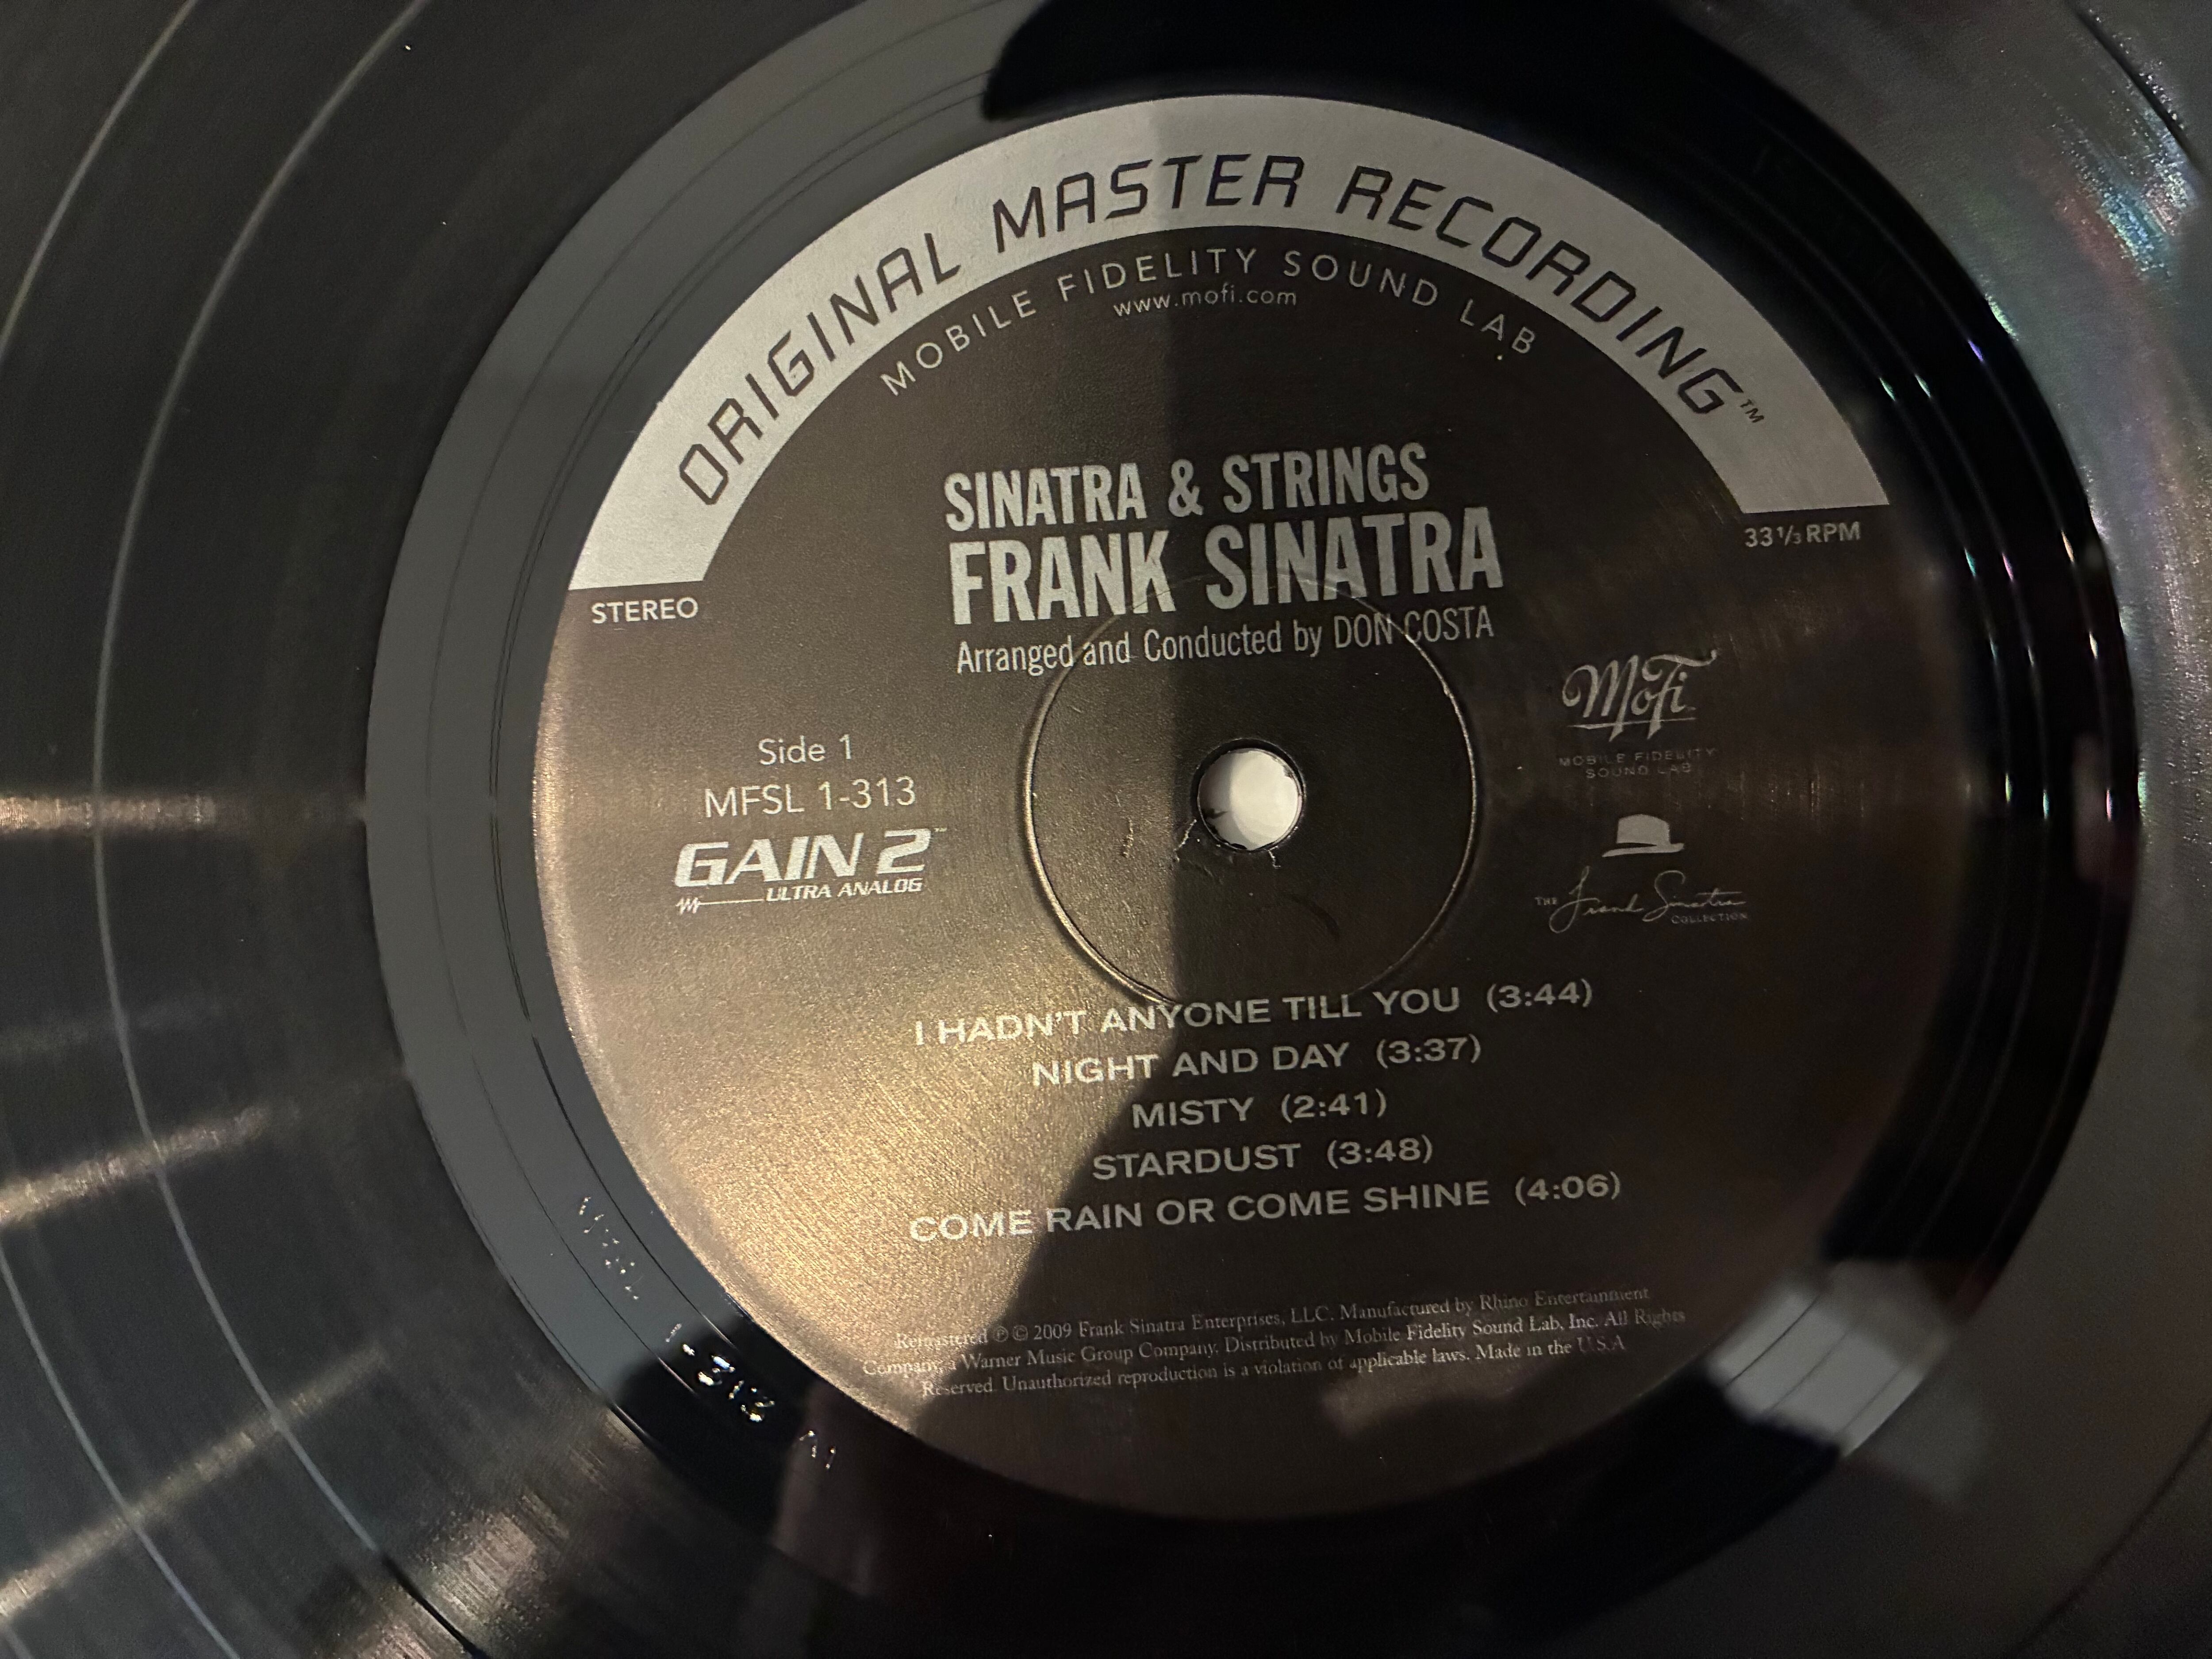 ORIGINAL MASTER RECORDING™
MOBILE FIDELITY SOUND LAB
www.mofi.com
SINATRA & STRINGS
FRANK SINATRA
Arranged and Conducted by DON COSTA
STEREO
33⅓ RPM
Side 1
MFSL 1-313
GAIN 2™
ULTRA ANALOG
MoFi
MOBILE FIDELITY
SOUND LAB
THE Frank Sinatra
COLLECTION
I HADN'T ANYONE TILL YOU (3:44)
NIGHT AND DAY (3:37)
MISTY (2:41)
STARDUST (3:48)
COME RAIN OR COME SHINE (4:06)
Remastered ℗ © 2009 Frank Sinatra Enterprises, LLC. Manufactured by Rhino Entertainment
Company, a Warner Music Group Company. Distributed by Mobile Fidelity Sound Lab, Inc. All Rights
Reserved. Unauthorized reproduction is a violation of applicable laws. Made in the U.S.A